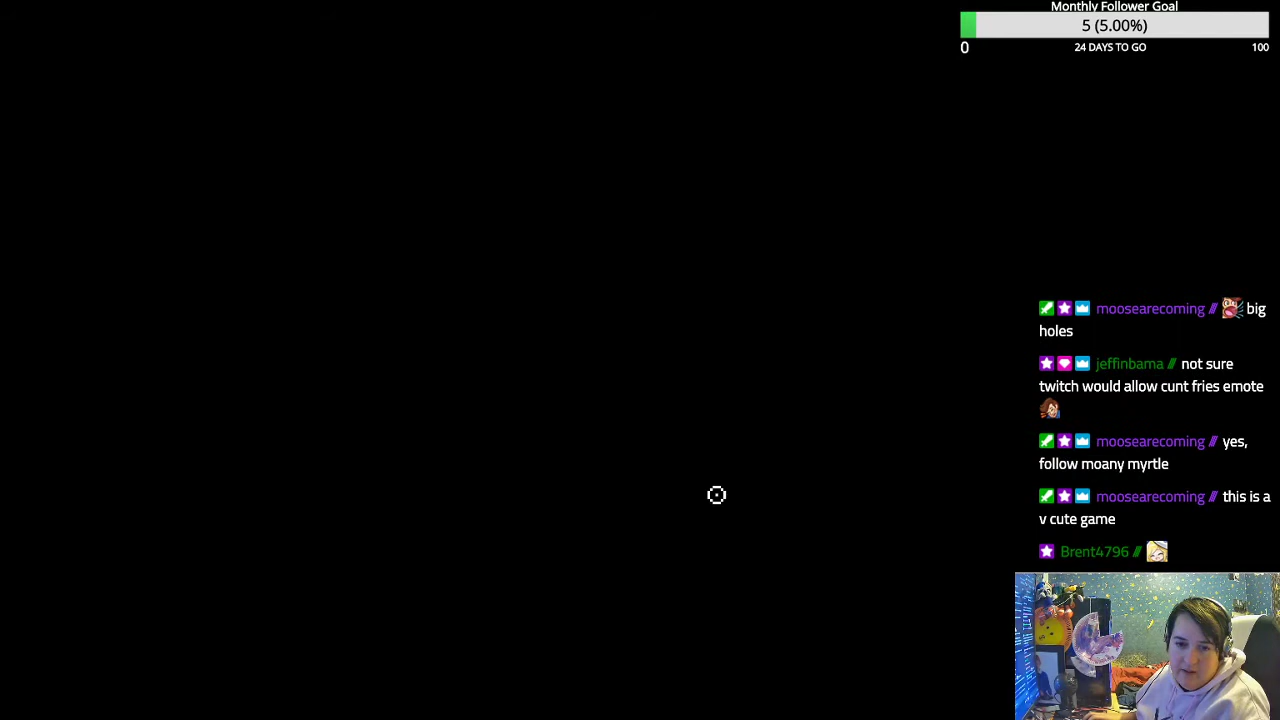 Monthly Follower Goal
5 (5.00%)
0 24 DAYS TO GO 100
moosearecoming // big
holes
jeffinbama // not sure
twitch would allow cunt fries emote
moosearecoming // yes,
follow moany myrtle
moosearecoming // this is a
v cute game
Brent4796 //